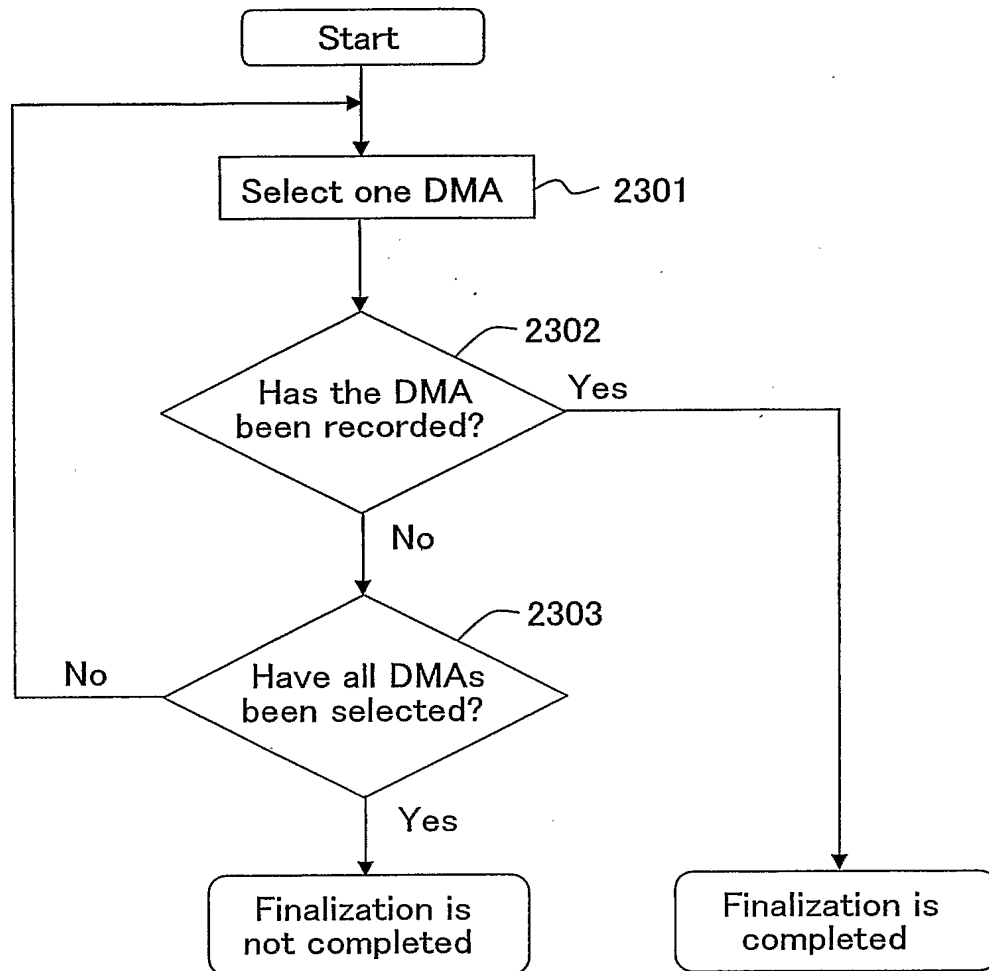 Start
Select one DMA
2301
2302
Has the DMA
been recorded?
Yes
No
2303
Have all DMAs
been selected?
No
Yes
Finalization is
not completed
Finalization is
completed